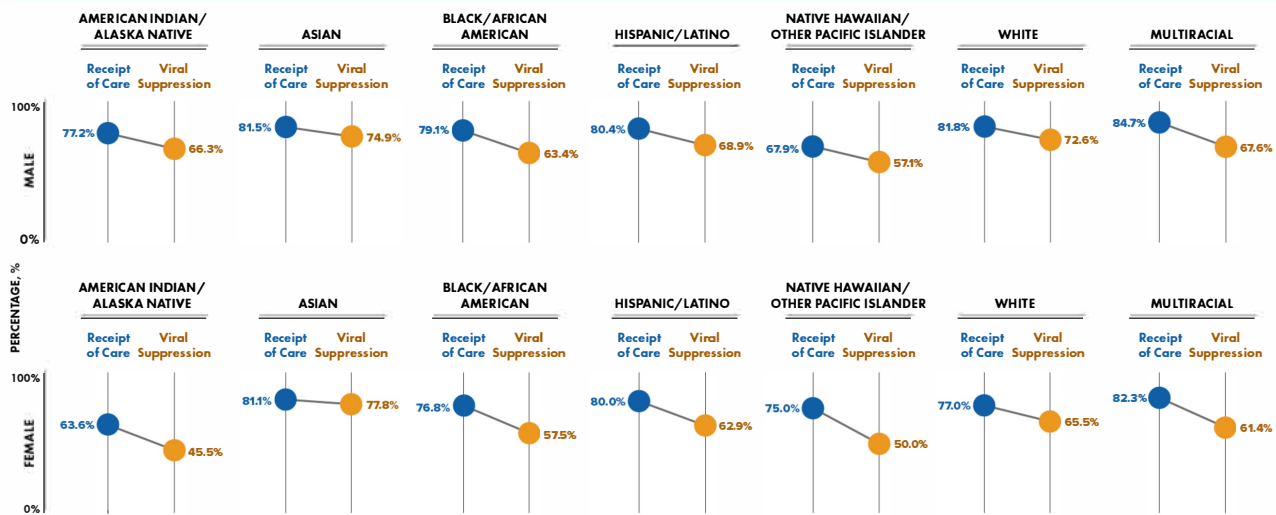 AMERICAN INDIAN/
ALASKA NATIVE
ASIAN
BLACK/AFRICAN
AMERICAN
HISPANIC/LATINO
NATIVE HAWAIIAN/
OTHER PACIFIC ISLANDER
WHITE
MULTIRACIAL
Receipt of Care Viral Suppression
Receipt of Care Viral Suppression
Receipt of Care Viral Suppression
Receipt of Care Viral Suppression
Receipt of Care Viral Suppression
Receipt of Care Viral Suppression
Receipt of Care Viral Suppression
100%
MALE
0%
77.2% 66.3%
81.5% 74.9%
79.1% 63.4%
80.4% 68.9%
67.9% 57.1%
81.8% 72.6%
84.7% 67.6%
PERCENTAGE, %
AMERICAN INDIAN/
ALASKA NATIVE
ASIAN
BLACK/AFRICAN
AMERICAN
HISPANIC/LATINO
NATIVE HAWAIIAN/
OTHER PACIFIC ISLANDER
WHITE
MULTIRACIAL
Receipt of Care Viral Suppression
Receipt of Care Viral Suppression
Receipt of Care Viral Suppression
Receipt of Care Viral Suppression
Receipt of Care Viral Suppression
Receipt of Care Viral Suppression
Receipt of Care Viral Suppression
100%
FEMALE
0%
63.6% 45.5%
81.1% 77.8%
76.8% 57.5%
80.0% 62.9%
75.0% 50.0%
77.0% 65.5%
82.3% 61.4%